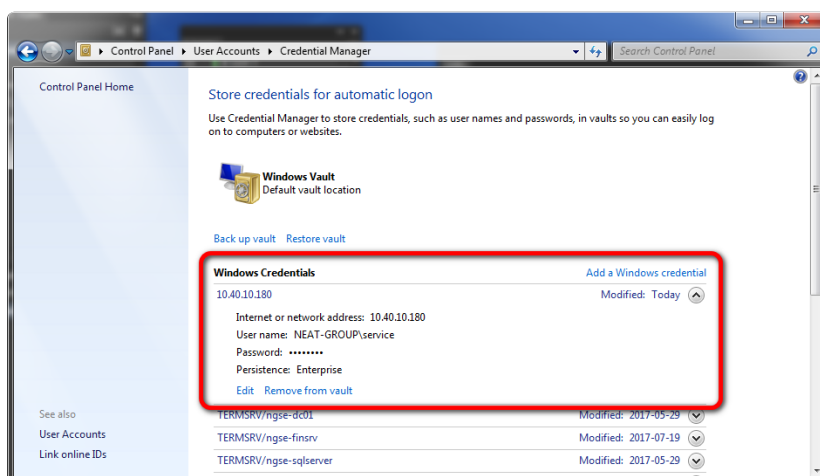 Control Panel ▸ User Accounts ▸ Credential Manager
Search Control Panel
Control Panel Home
Store credentials for automatic logon
Use Credential Manager to store credentials, such as user names and passwords, in vaults so you can easily log
on to computers or websites.
Windows Vault
Default vault location
Back up vault Restore vault
Windows Credentials Add a Windows credential
10.40.10.180 Modified: Today
Internet or network address: 10.40.10.180
User name: NEAT-GROUP\service
Password: ••••••••
Persistence: Enterprise
Edit Remove from vault
TERMSRV/ngse-dc01 Modified: 2017-05-29
TERMSRV/ngse-finsrv Modified: 2017-07-19
TERMSRV/ngse-sqlserver Modified: 2017-05-29
See also
User Accounts
Link online IDs